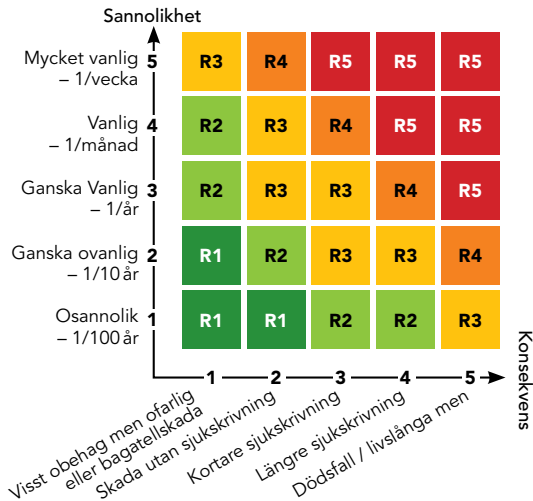 Sannolikhet
Mycket vanlig
– 1/vecka
5
R3 R4 R5 R5 R5
Vanlig
– 1/månad
4
R2 R3 R4 R5 R5
Ganska Vanlig
– 1/år
3
R2 R3 R3 R4 R5
Ganska ovanlig
– 1/10 år
2
R1 R2 R3 R3 R4
Osannolik
– 1/100 år
1
R1 R1 R2 R2 R3
Konsekvens
1 2 3 4 5
Visst obehag men ofarlig
eller bagatellskada
Skada utan sjukskrivning
Kortare sjukskrivning
Längre sjukskrivning
Dödsfall / livslånga men